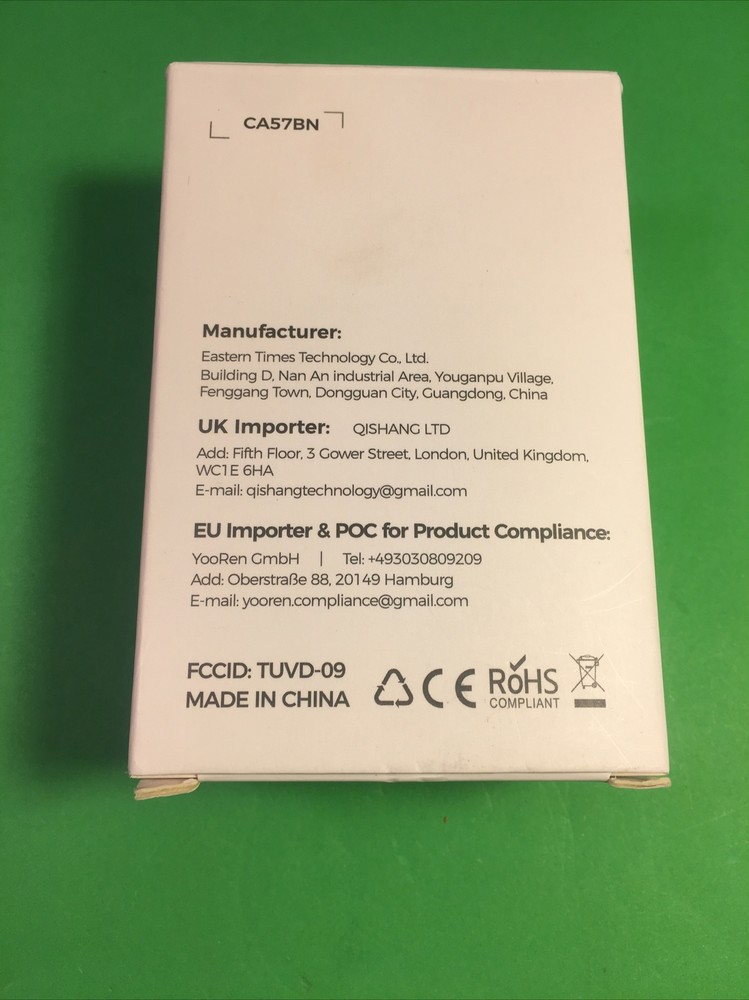 CA57BN
Manufacturer:
Eastern Times Technology Co., Ltd.
Building D, Nan An industrial Area, Youganpu Village,
Fenggang Town, Dongguan City, Guangdong, China
UK Importer: QISHANG LTD
Add: Fifth Floor, 3 Gower Street, London, United Kingdom,
WC1E 6HA
E-mail: qishangtechnology@gmail.com
EU Importer & POC for Product Compliance:
YooRen GmbH | Tel: +493030809209
Add: Oberstraße 88, 20149 Hamburg
E-mail: yooren.compliance@gmail.com
FCCID: TUVD-09
MADE IN CHINA
CE
RoHS
COMPLIANT